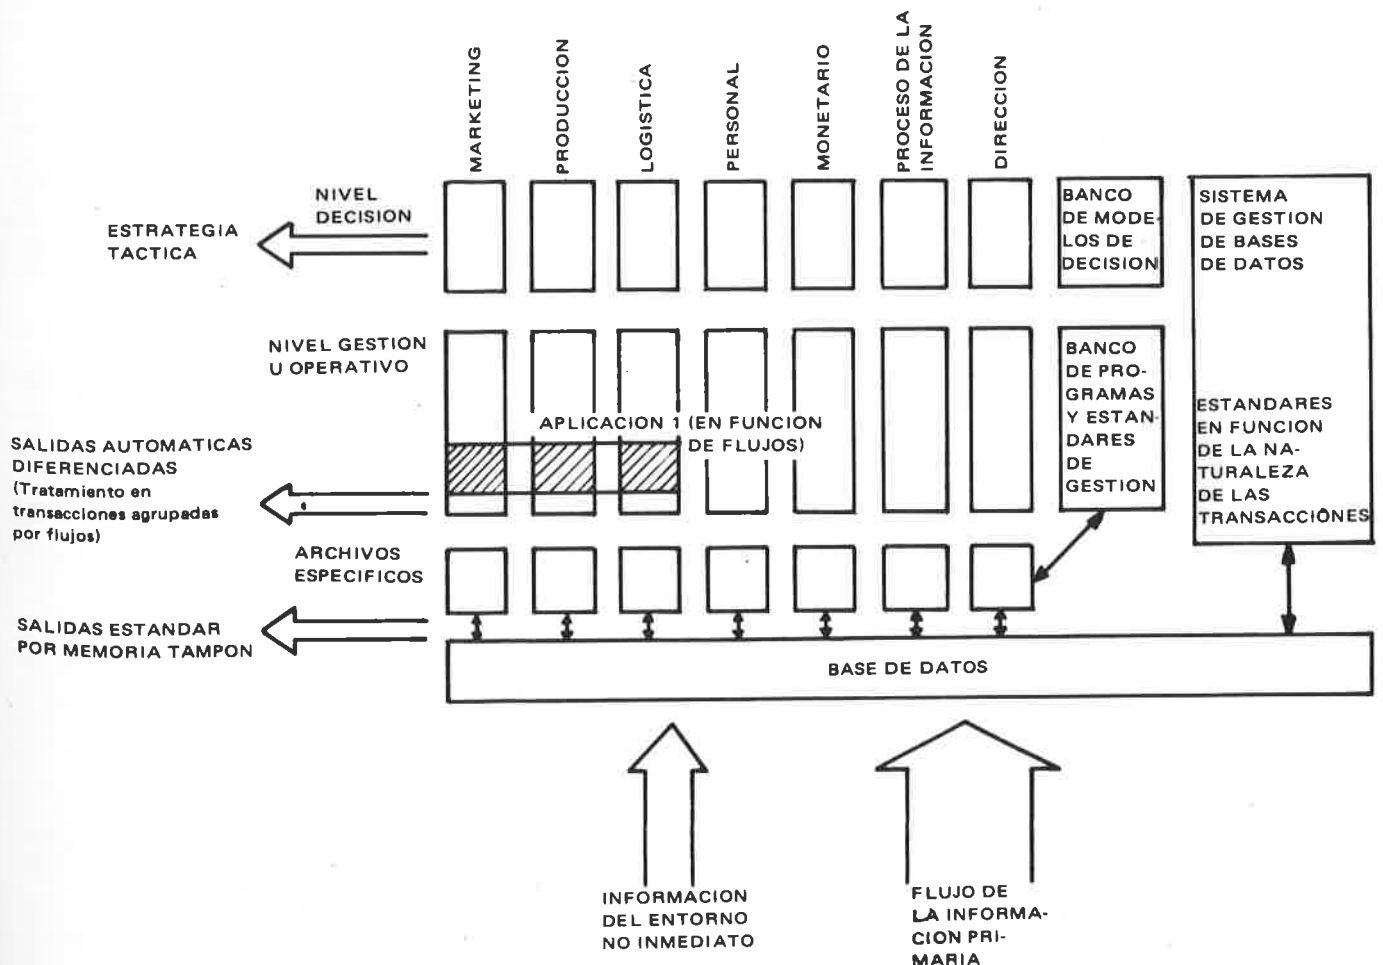 MARKETING
PRODUCCION
LOGISTICA
PERSONAL
MONETARIO
PROCESO DE LA
INFORMACION
DIRECCION
NIVEL
DECISION
ESTRATEGIA
TACTICA
BANCO
DE MODE-
LOS DE
DECISION
SISTEMA
DE GESTION
DE BASES
DE DATOS
NIVEL GESTION
U OPERATIVO
BANCO
DE PRO-
GRAMAS
Y ESTAN-
DARES
DE
GESTION
ESTANDARES
EN FUNCION
DE LA NA-
TURALEZA
DE LAS
TRANSACCIONES
APLICACION 1 (EN FUNCION
DE FLUJOS)
SALIDAS AUTOMATICAS
DIFERENCIADAS
(Tratamiento en
transacciones agrupadas
por flujos)
ARCHIVOS
ESPECIFICOS
SALIDAS ESTANDAR
POR MEMORIA TAMPON
BASE DE DATOS
INFORMACION
DEL ENTORNO
NO INMEDIATO
FLUJO DE
LA INFORMA-
CION PRI-
MARIA